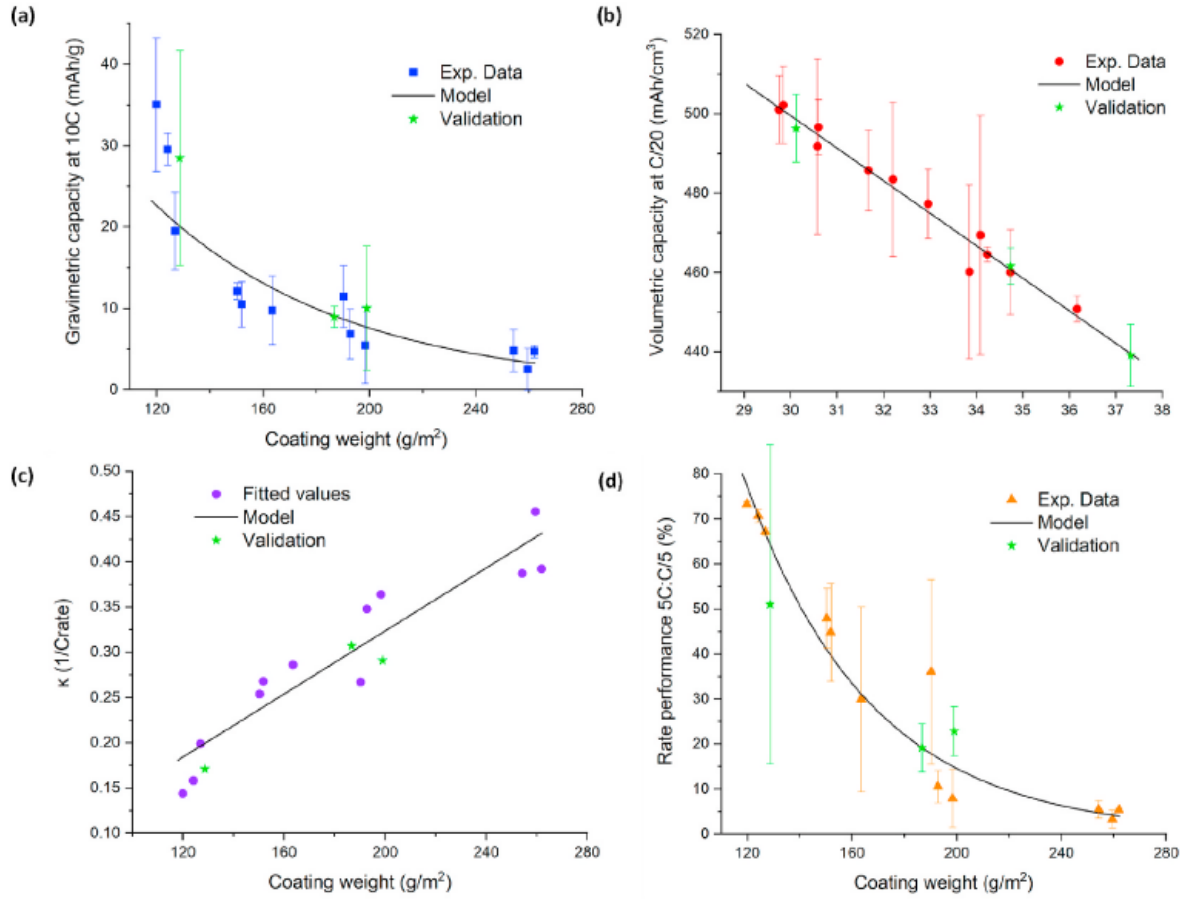 (a)
Gravimetric capacity at 10C (mAh/g)
40
30
20
10
0
Exp. Data
Model
Validation
120 160 200 240 280
Coating weight (g/m²)
(b)
Volumetric capacity at C/20 (mAh/cm³)
520
500
480
460
440
Exp. Data
Model
Validation
29 30 31 32 33 34 35 36 37 38
(c)
κ (1/Crate)
0.50
0.45
0.40
0.35
0.30
0.25
0.20
0.15
0.10
Fitted values
Model
Validation
120 160 200 240 280
Coating weight (g/m²)
(d)
Rate performance 5C:C/5 (%)
80
70
60
50
40
30
20
10
0
Exp. Data
Model
Validation
120 160 200 240 280
Coating weight (g/m²)